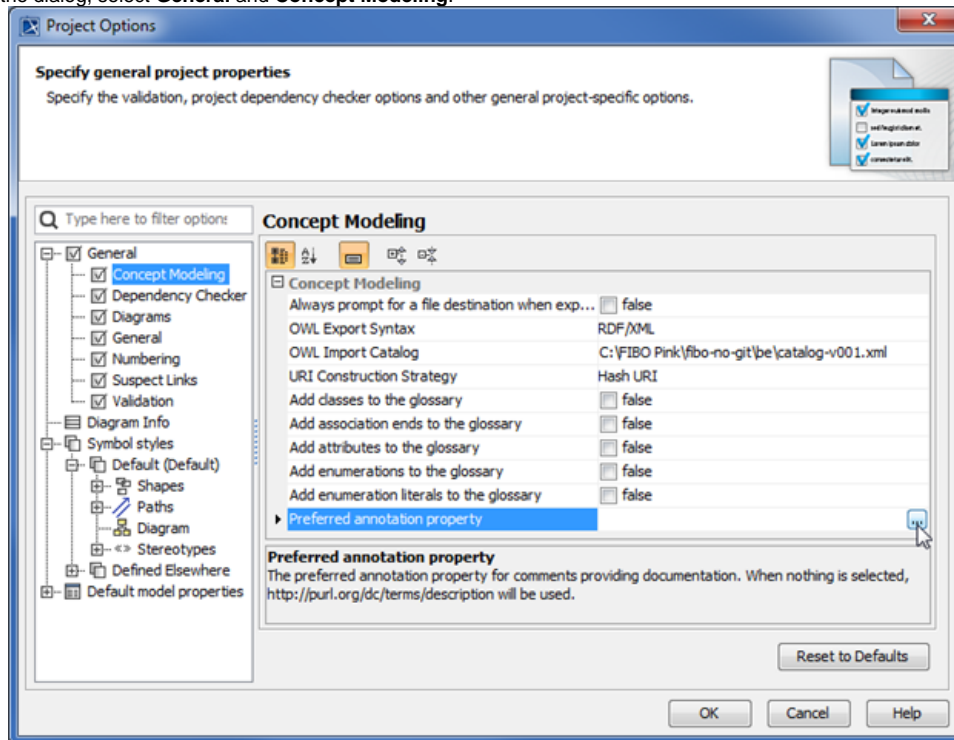 the dialog, select General and Concept Modeling.
Project Options
Specify general project properties
Specify the validation, project dependency checker options and other general project-specific options.
Type here to filter options
General
Concept Modeling
Dependency Checker
Diagrams
General
Numbering
Suspect Links
Validation
Diagram Info
Symbol styles
Default (Default)
Shapes
Paths
Diagram
Stereotypes
Defined Elsewhere
Default model properties
Concept Modeling
Concept Modeling
Always prompt for a file destination when exp... false
OWL Export Syntax RDF/XML
OWL Import Catalog C:\FIBO Pink\fibo-no-git\be\catalog-v001.xml
URI Construction Strategy Hash URI
Add classes to the glossary false
Add association ends to the glossary false
Add attributes to the glossary false
Add enumerations to the glossary false
Add enumeration literals to the glossary false
Preferred annotation property ...
Preferred annotation property
The preferred annotation property for comments providing documentation. When nothing is selected,
http://purl.org/dc/terms/description will be used.
Reset to Defaults
OK Cancel Help